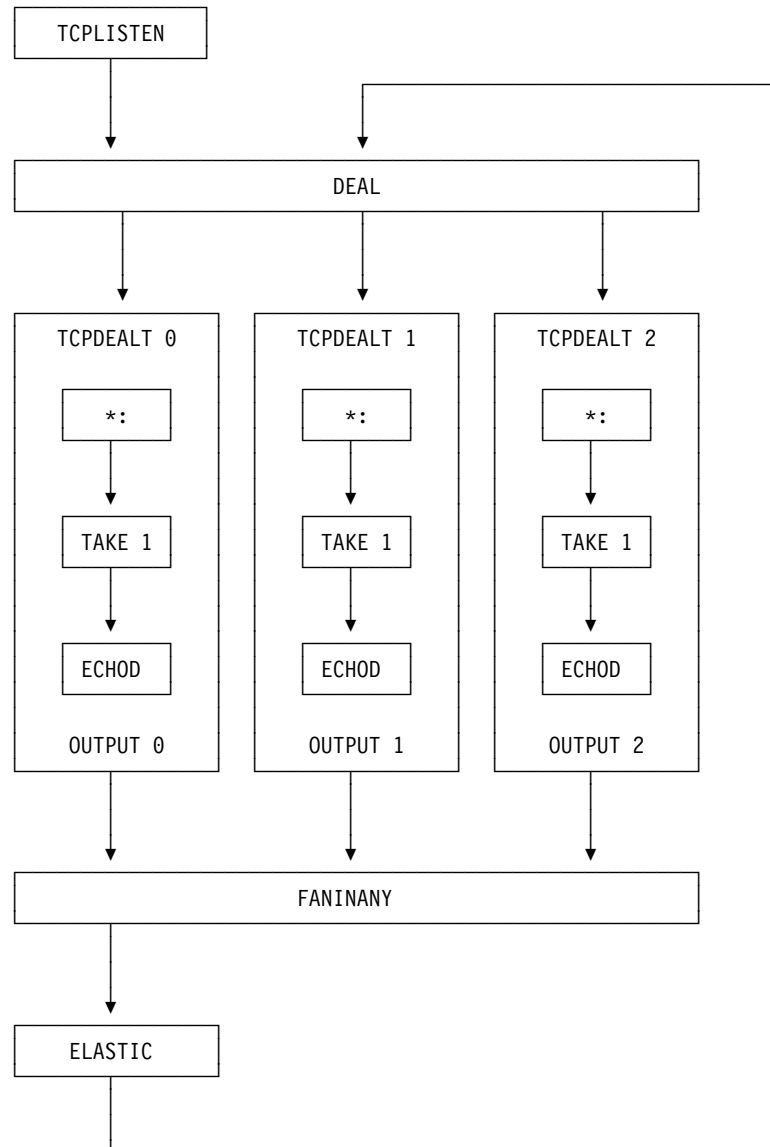 TCPLISTEN
DEAL
TCPDEALT 0 TCPDEALT 1 TCPDEALT 2
*: *: *:
TAKE 1 TAKE 1 TAKE 1
ECHOD ECHOD ECHOD
OUTPUT 0 OUTPUT 1 OUTPUT 2
FANINANY
ELASTIC